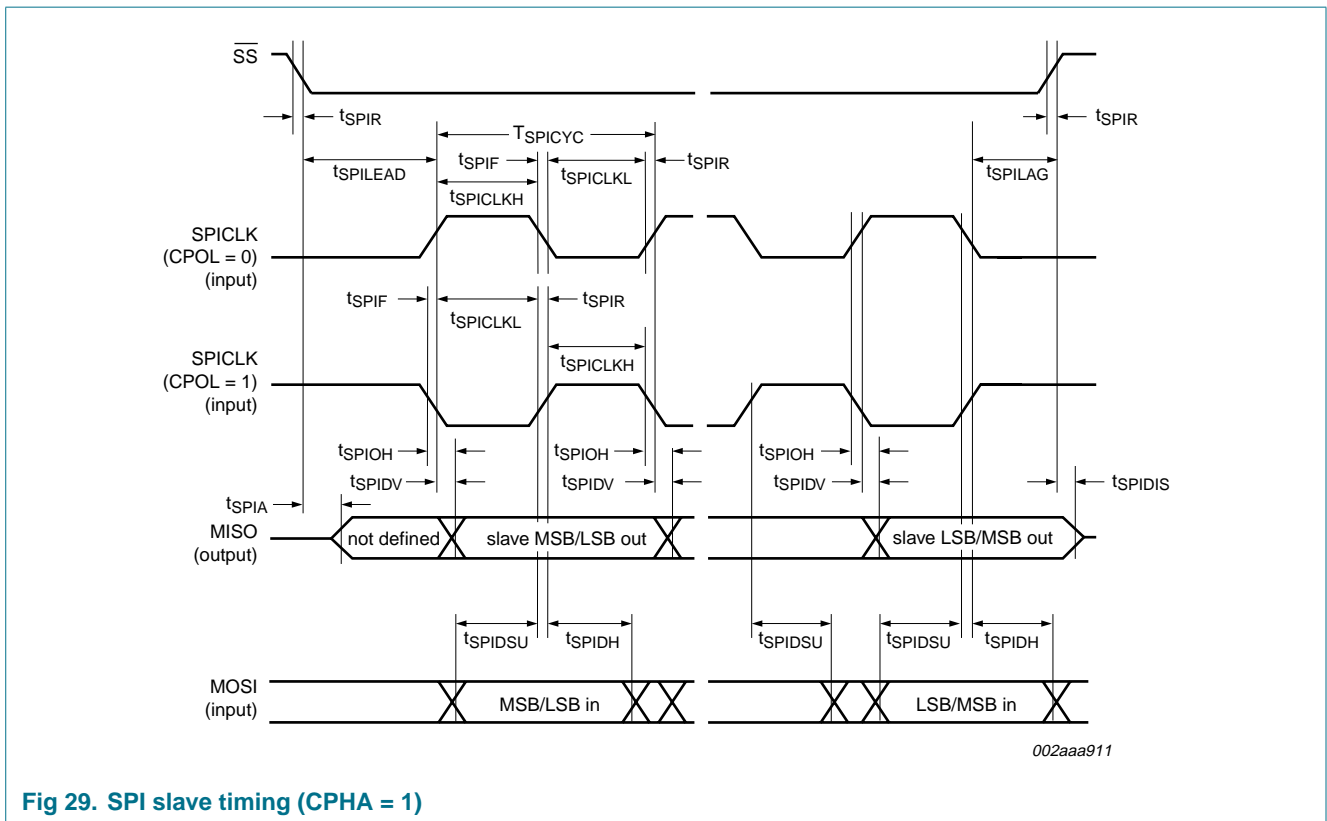 SS
tSPIR
tSPIR
TSPICYC
tSPILEAD
tSPIF
tSPICLKL
tSPIR
tSPILAG
tSPICLKH
SPICLK
(CPOL = 0)
(input)
tSPIF
tSPICLKL
tSPIR
tSPICLKH
SPICLK
(CPOL = 1)
(input)
tSPIOH
tSPIOH
tSPIOH
tSPIDV
tSPIDV
tSPIDV
tSPIDIS
tSPIA
MISO
(output)
not defined
slave MSB/LSB out
slave LSB/MSB out
tSPIDSU
tSPIDH
tSPIDSU
tSPIDSU
tSPIDH
MOSI
(input)
MSB/LSB in
LSB/MSB in
002aaa911
Fig 29. SPI slave timing (CPHA = 1)